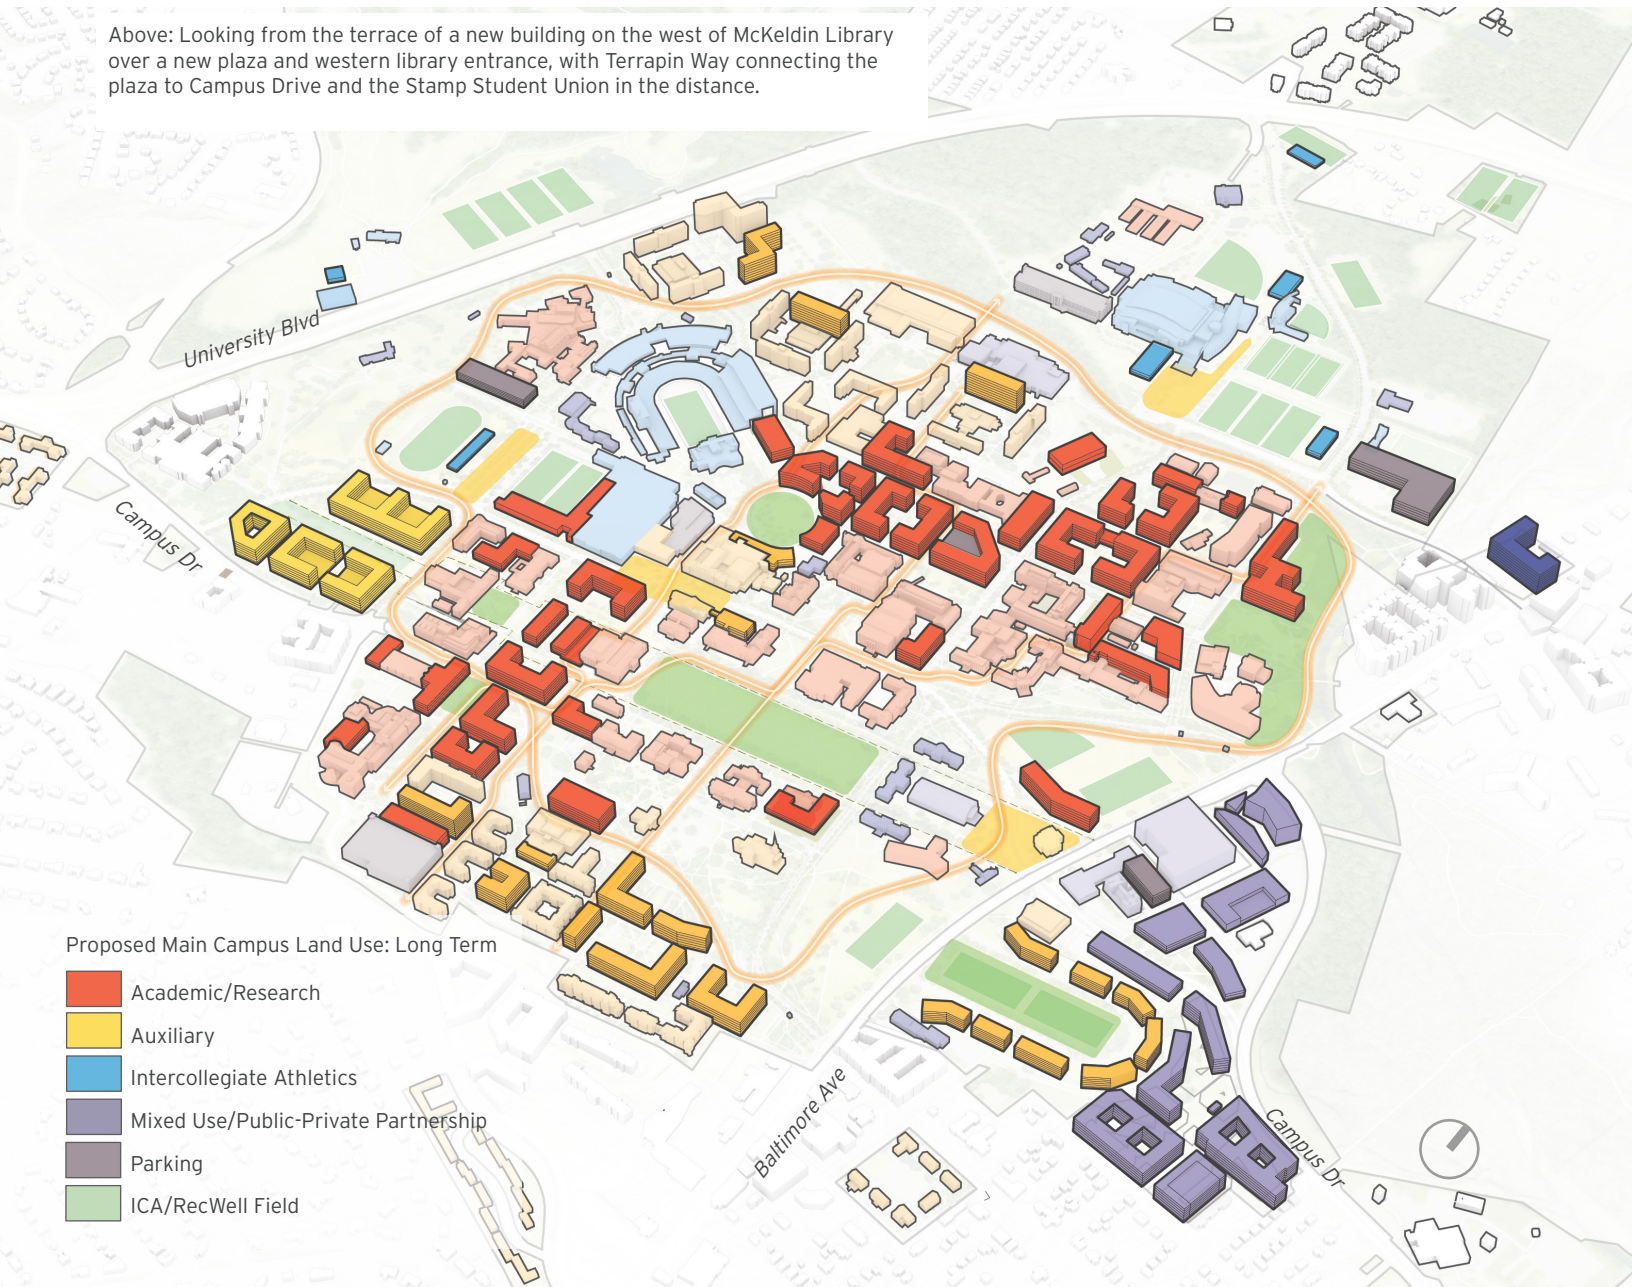 Above: Looking from the terrace of a new building on the west of McKeldin Library
over a new plaza and western library entrance, with Terrapin Way connecting the
plaza to Campus Drive and the Stamp Student Union in the distance.
University Blvd
Campus Dr
Proposed Main Campus Land Use: Long Term
Academic/Research
Auxiliary
Intercollegiate Athletics
Mixed Use/Public-Private Partnership
Parking
ICA/RecWell Field
Baltimore Ave
Campus Dr